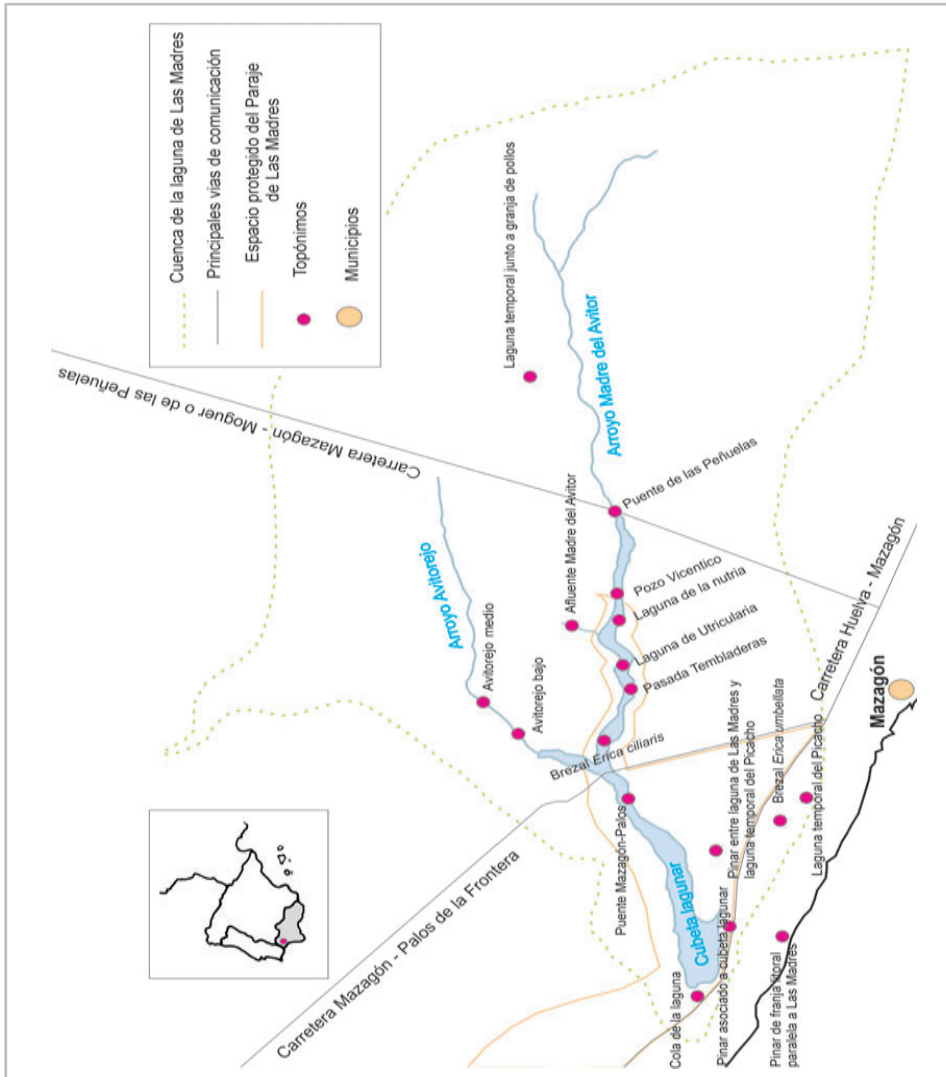 Cuenca de la laguna de Las Madres
Principales vías de comunicación
Espacio protegido del Paraje
de Las Madres
Topónimos
Municipios
Carretera Mazagón - Moguer o de las Peñuelas
Laguna temporal junto a granja de pollos
Arroyo Madre del Avitor
Arroyo Avitorejo
Puente de las Peñuelas
Afluente Madre del Avitor
Avitorejo medio
Avitorejo bajo
Pozo Vicentico
Laguna de la nutria
Laguna de Utricularia
Pasada Tembladeras
Brezal Erica ciliaris
Carretera Huelva - Mazagón
Mazagón
Carretera Mazagón - Palos de la Frontera
Puente Mazagón-Palos
Cubeta lagunar
Pinar entre laguna de Las Madres y
laguna temporal del Picacho
Brezal Erica umbellata
Laguna temporal del Picacho
Cola de la laguna
Pinar asociado a cubeta lagunar
Pinar de franja litoral
paralela a Las Madres